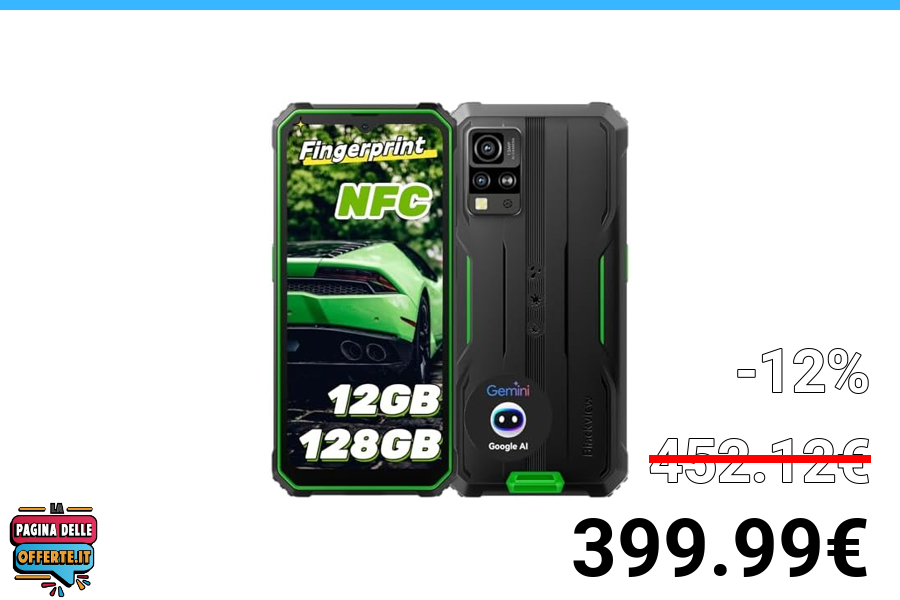 Fingerprint
NFC
12GB
128GB
Gemini
Google AI
Blackview
-12%
452.12€
399.99€
LA
PAGINA DELLE
OFFERTE.IT